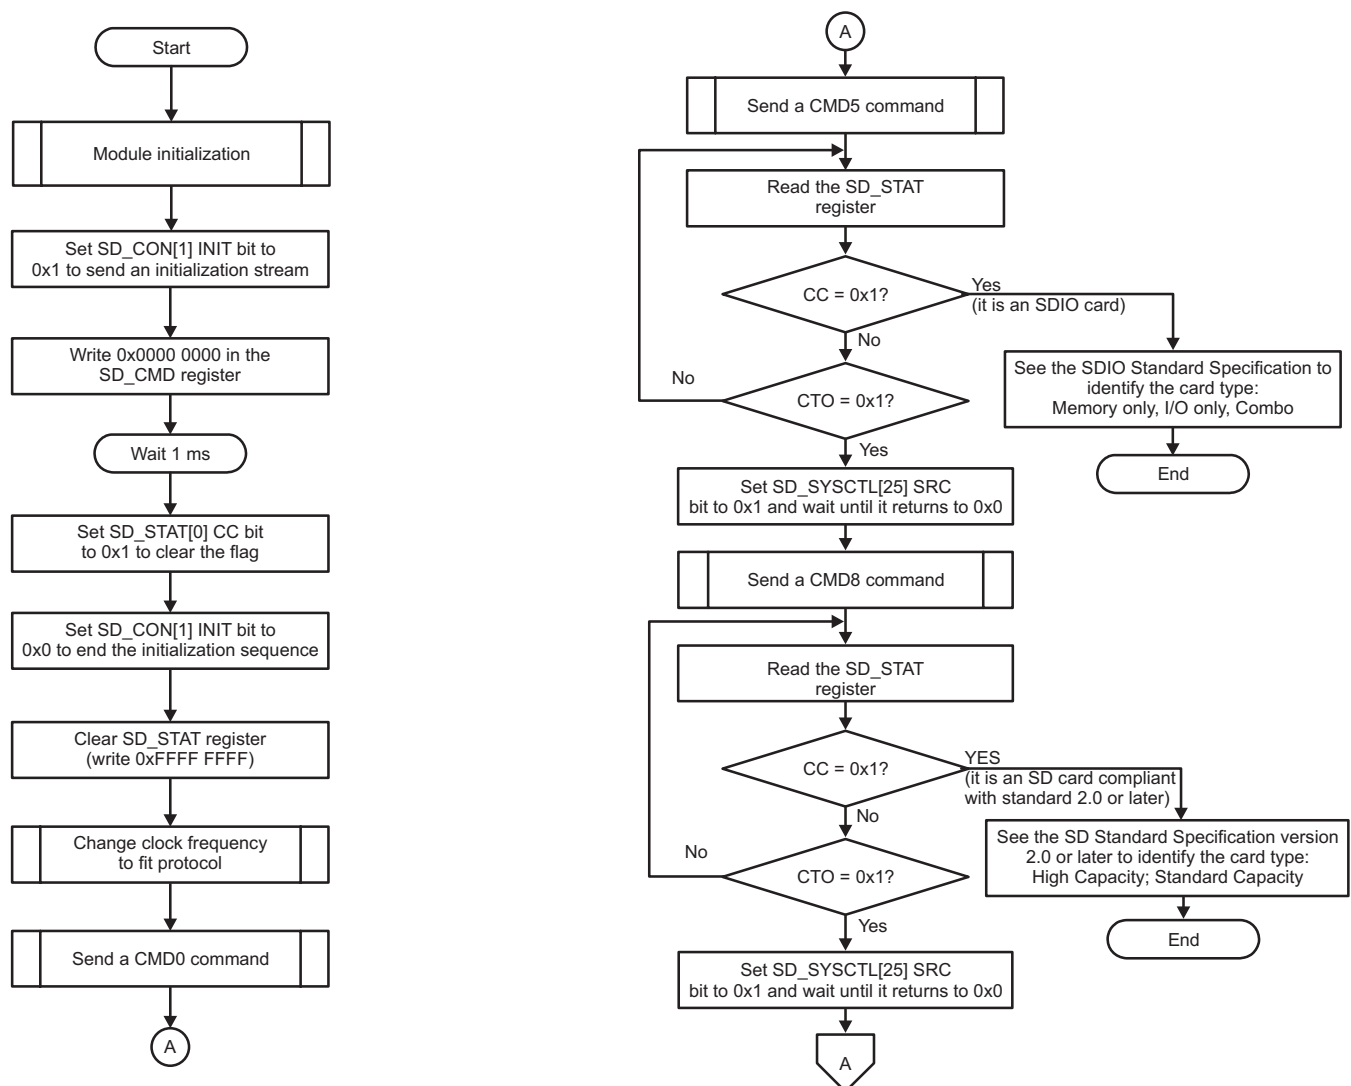 Start
Module initialization
Set SD_CON[1] INIT bit to
0x1 to send an initialization stream
Write 0x0000 0000 in the
SD_CMD register
Wait 1 ms
Set SD_STAT[0] CC bit
to 0x1 to clear the flag
Set SD_CON[1] INIT bit to
0x0 to end the initialization sequence
Clear SD_STAT register
(write 0xFFFF FFFF)
Change clock frequency
to fit protocol
Send a CMD0 command
A
A
Send a CMD5 command
Read the SD_STAT
register
CC = 0x1?
Yes
(it is an SDIO card)
No
See the SDIO Standard Specification to
identify the card type:
Memory only, I/O only, Combo
End
No
CTO = 0x1?
Yes
Set SD_SYSCTL[25] SRC
bit to 0x1 and wait until it returns to 0x0
Send a CMD8 command
Read the SD_STAT
register
CC = 0x1?
YES
(it is an SD card compliant
with standard 2.0 or later)
No
See the SD Standard Specification version
2.0 or later to identify the card type:
High Capacity; Standard Capacity
End
No
CTO = 0x1?
Yes
Set SD_SYSCTL[25] SRC
bit to 0x1 and wait until it returns to 0x0
A